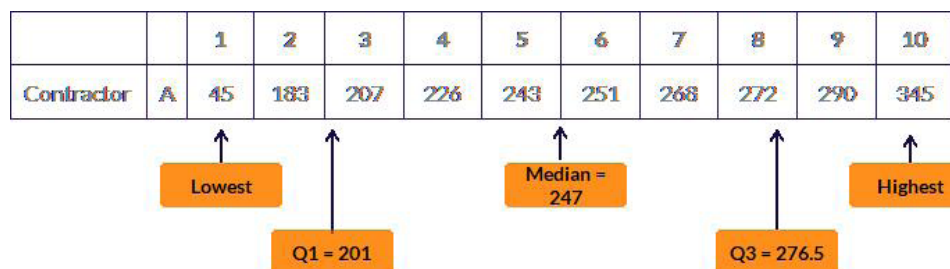 1 2 3 4 5 6 7 8 9 10
Contractor A 45 183 207 226 243 251 268 272 290 345
Lowest
Median =
247
Highest
Q1 = 201
Q3 = 276.5